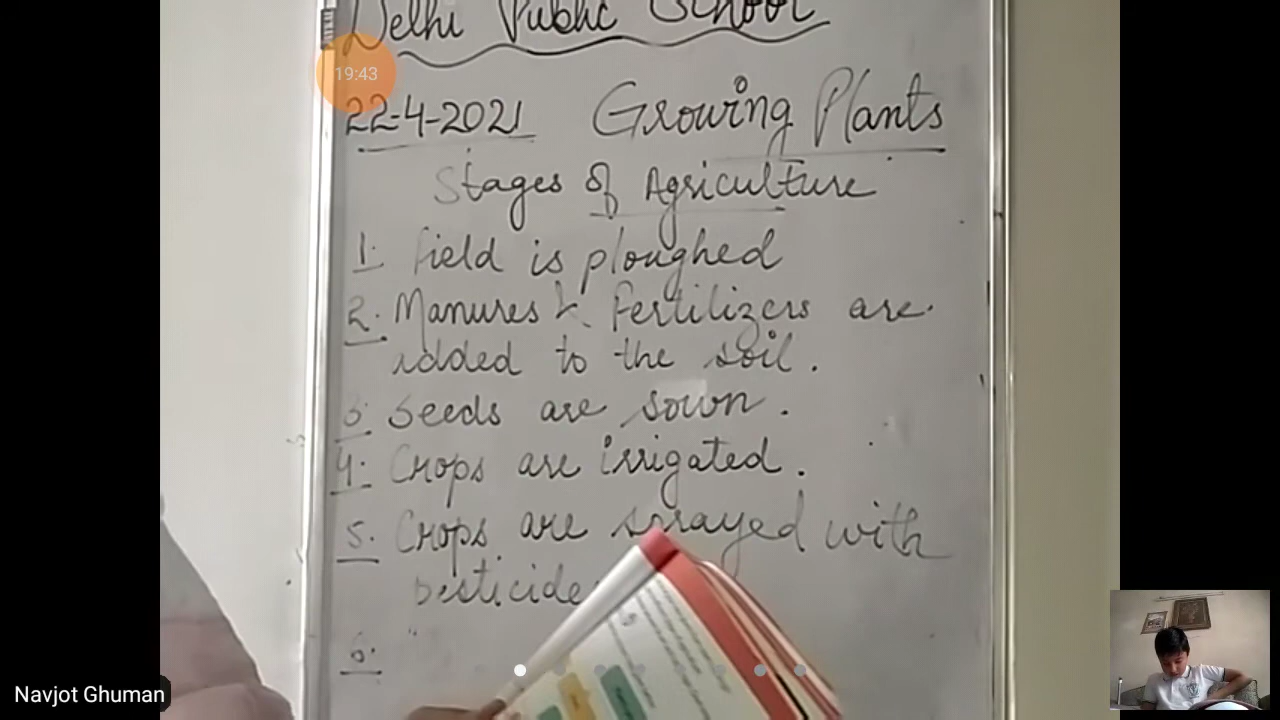 Delhi Public School
19:43
22-4-2021 Growing Plants
Stages of Agriculture
1. Field is ploughed
2. Manures & Fertilizers are
added to the soil.
3. Seeds are sown.
4. Crops are irrigated.
5. Crops are sprayed with
pesticide
6.
Navjot Ghuman